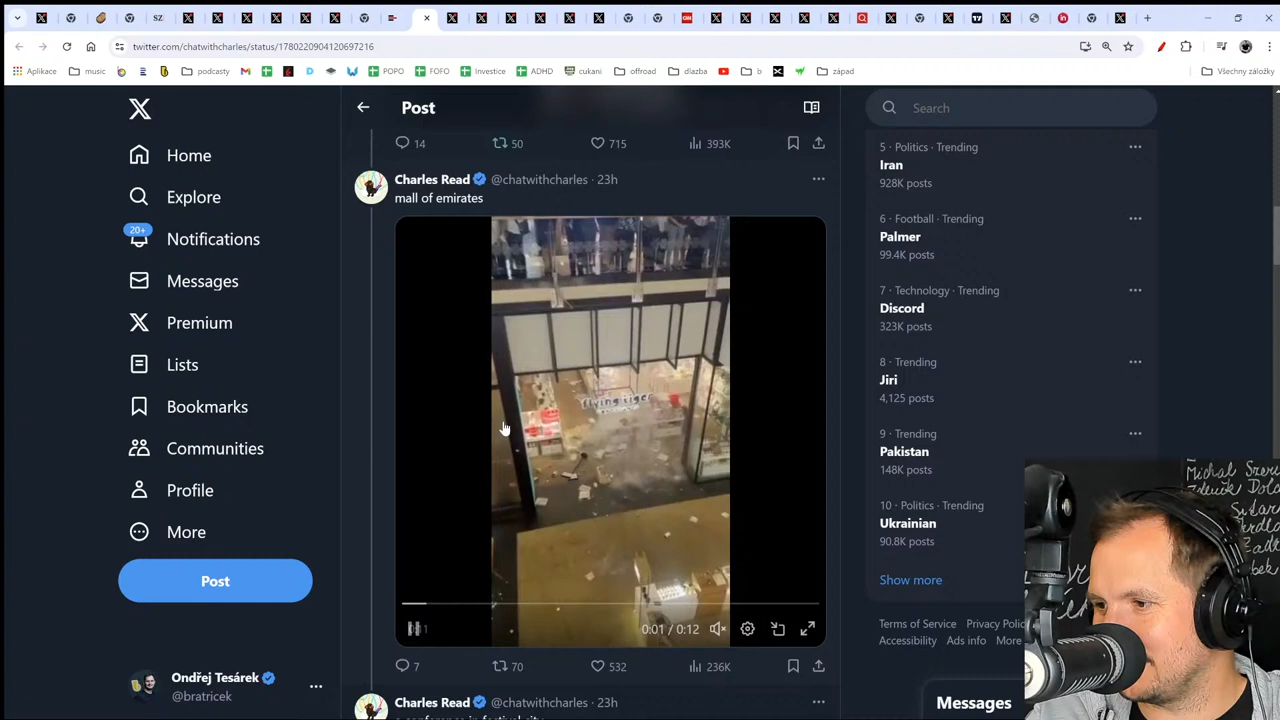 twitter.com/chatwithcharles/status/1780220904120697216
Aplikace
music
podcasty
POPO
FOFO
Investice
ADHD
cukani
offroad
dlazba
b
západ
Všechny záložky
Home
Explore
20+
Notifications
Messages
Premium
Lists
Bookmarks
Communities
Profile
More
Post
Ondřej Tesárek
@bratricek
Post
14
50
715
393K
Charles Read @chatwithcharles · 23h
mall of emirates
flying tiger
0:01 / 0:12
7
70
532
236K
Charles Read @chatwithcharles · 23h
Search
5 · Politics · Trending
Iran
928K posts
6 · Football · Trending
Palmer
99.4K posts
7 · Technology · Trending
Discord
323K posts
8 · Trending
Jiri
4,125 posts
9 · Trending
Pakistan
148K posts
10 · Politics · Trending
Ukrainian
90.8K posts
Show more
Terms of Service Privacy
Accessibility Ads info More
Messages
Michal